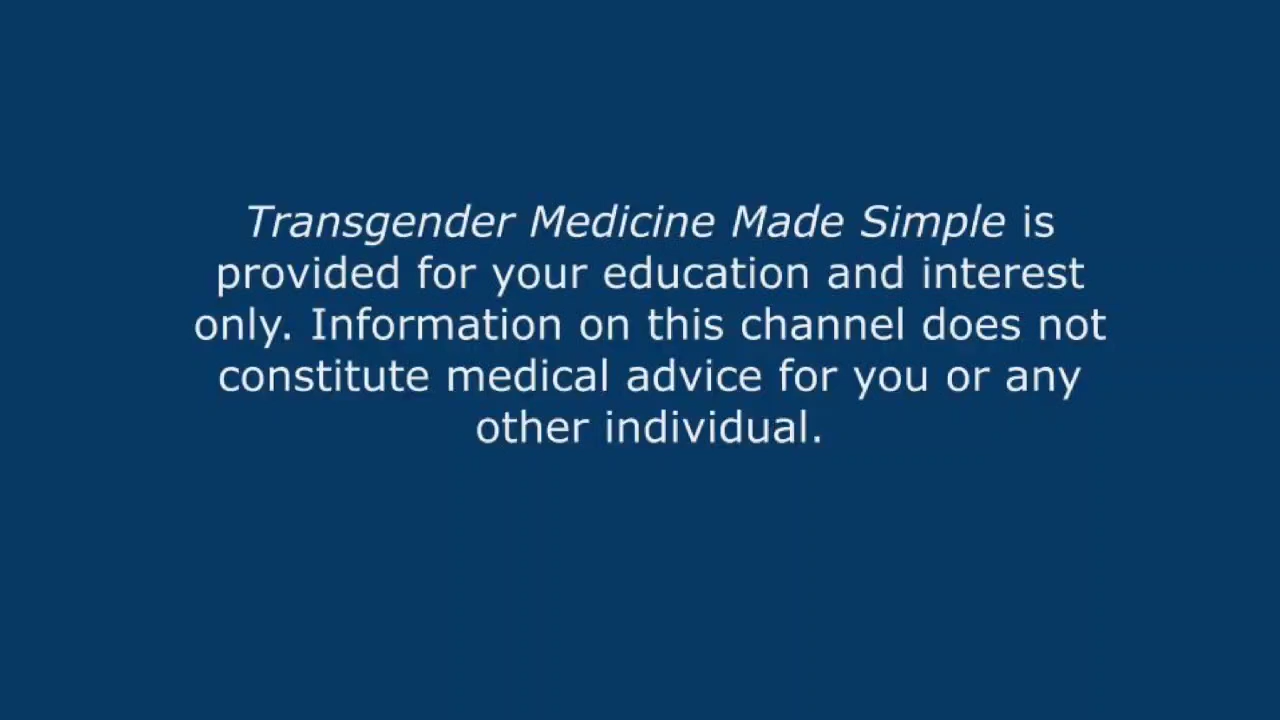 Transgender Medicine Made Simple is
provided for your education and interest
only. Information on this channel does not
constitute medical advice for you or any
other individual.